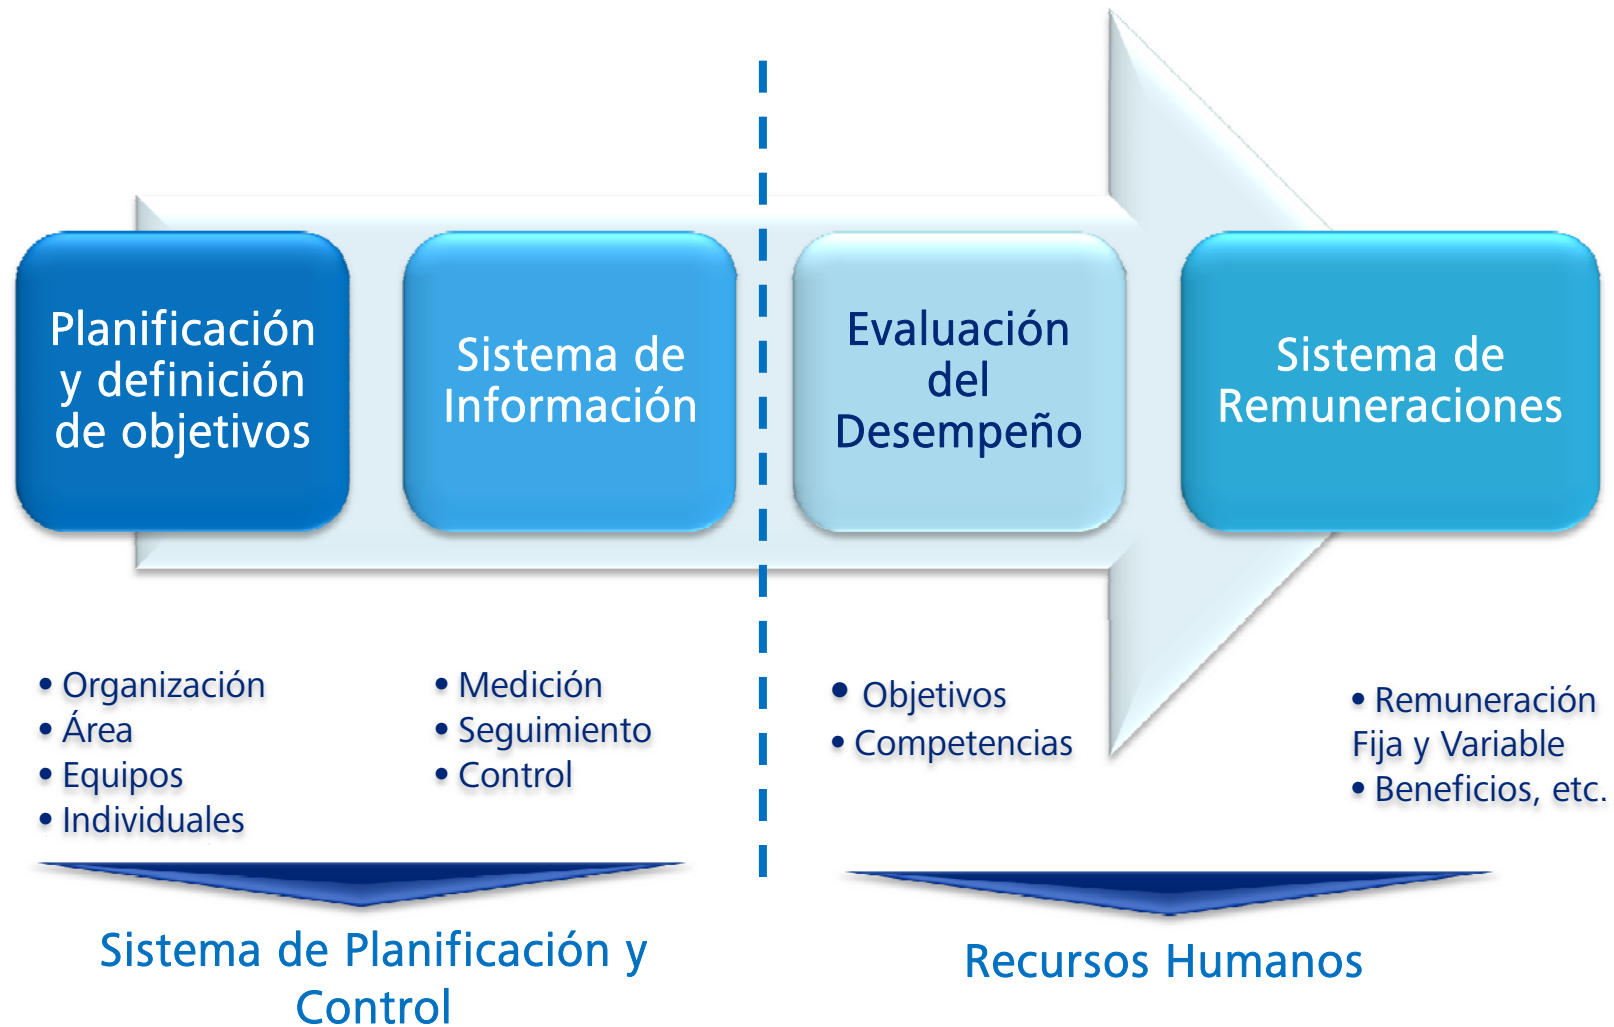 Planificación
y definición
de objetivos
Sistema de
Información
Evaluación
del
Desempeño
Sistema de
Remuneraciones
• Organización
• Área
• Equipos
• Individuales
• Medición
• Seguimiento
• Control
• Objetivos
• Competencias
• Remuneración
Fija y Variable
• Beneficios, etc.
Sistema de Planificación y
Control
Recursos Humanos